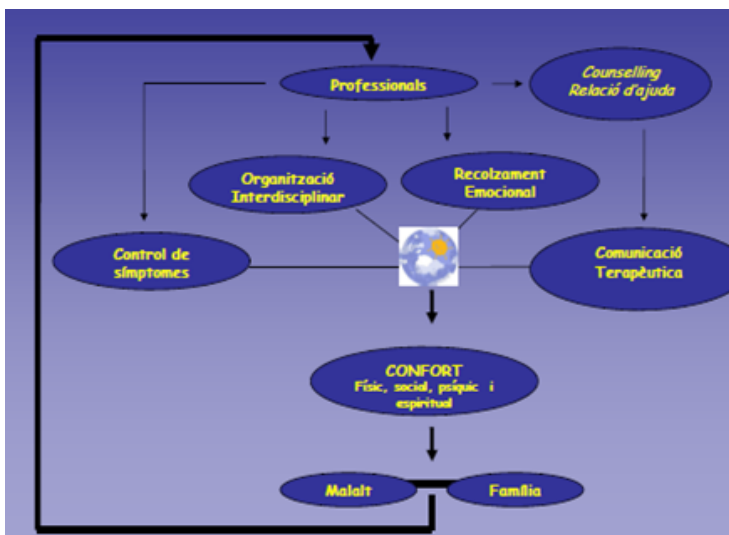 Professionals
Counselling
Relació d'ajuda
Organització
Interdisciplinar
Recolzament
Emocional
Control de
símptomes
Comunicació
Terapèutica
CONFORT
Físic, social, psíquic i
espiritual
Malalt
Família